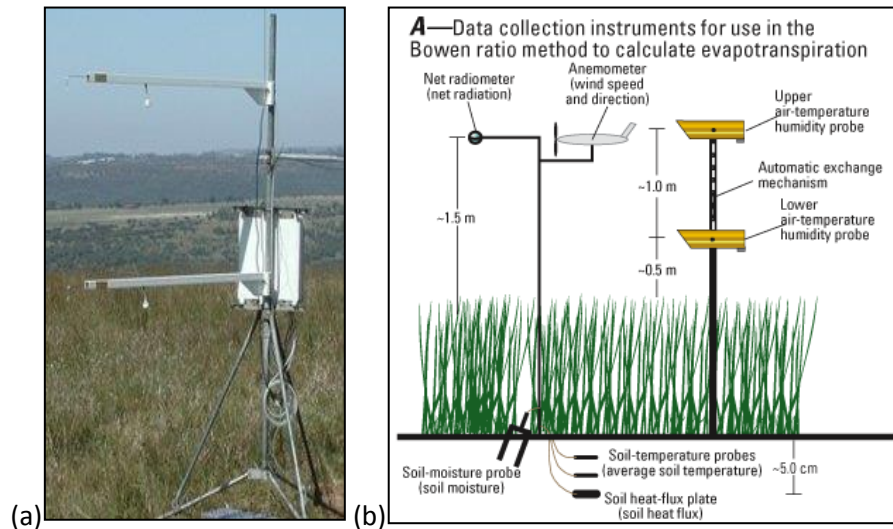 A—Data collection instruments for use in the
Bowen ratio method to calculate evapotranspiration
Net radiometer
(net radiation)
Anemometer
(wind speed
and direction)
Upper
air-temperature
humidity probe
~1.5 m
~1.0 m
Automatic exchange
mechanism
Lower
air-temperature
humidity probe
~0.5 m
Soil-moisture probe
(soil moisture)
Soil-temperature probes
(average soil temperature)
~5.0 cm
Soil heat-flux plate
(soil heat flux)
(a)
(b)